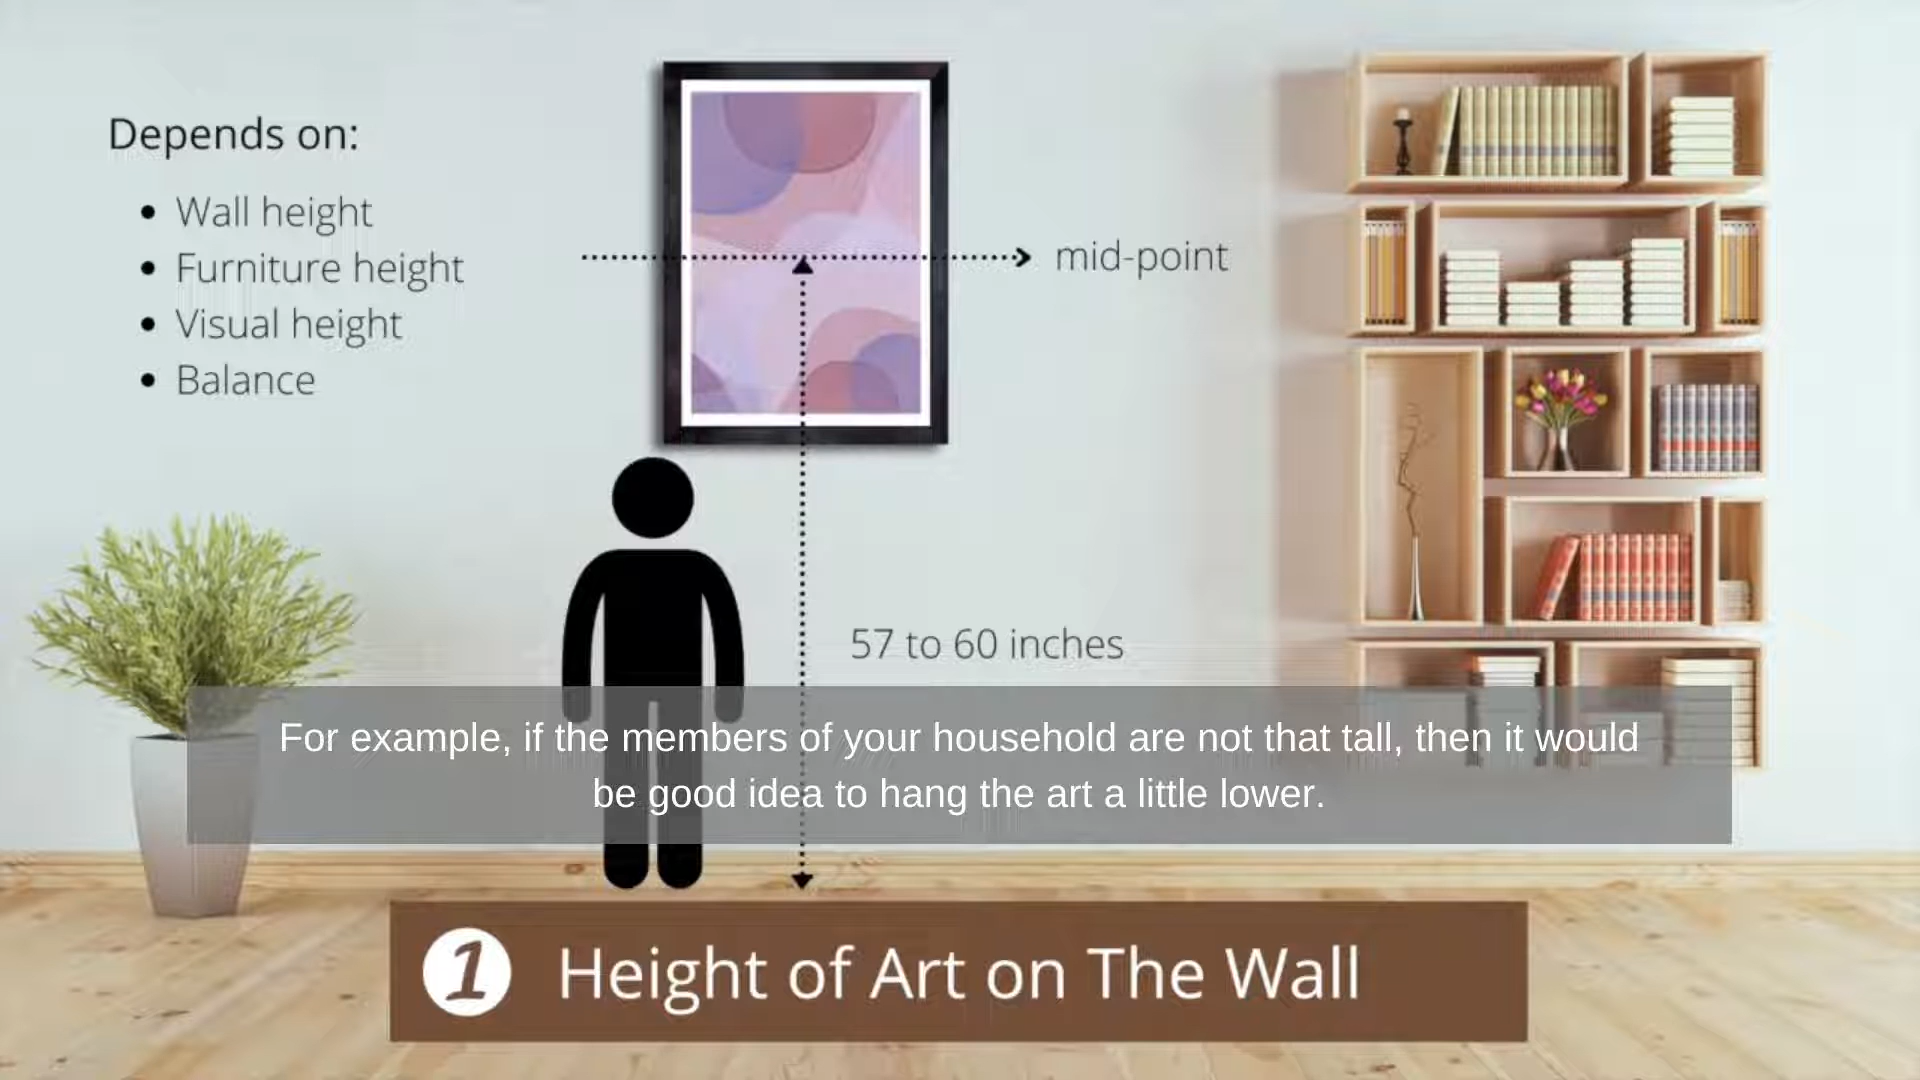 Depends on:
• Wall height
• Furniture height
• Visual height
• Balance
mid-point
57 to 60 inches
For example, if the members of your household are not that tall, then it would
be good idea to hang the art a little lower.
1 Height of Art on The Wall